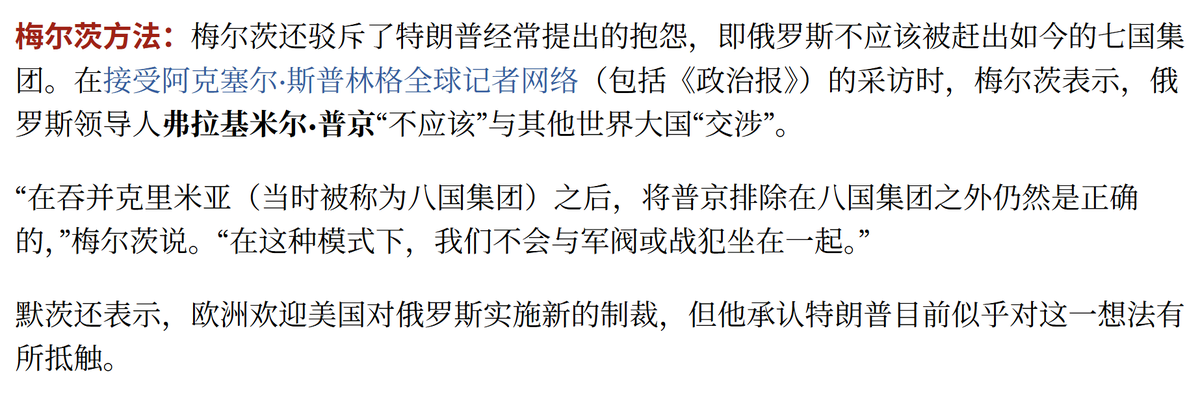 梅尔茨方法：梅尔茨还驳斥了特朗普经常提出的抱怨，即俄罗斯不应该被赶出如今的七国集
团。在接受阿克塞尔·斯普林格全球记者网络（包括《政治报》）的采访时，梅尔茨表示，俄
罗斯领导人弗拉基米尔·普京“不应该”与其他世界大国“交涉”。
“在吞并克里米亚（当时被称为八国集团）之后，将普京排除在八国集团之外仍然是正确
的，”梅尔茨说。“在这种模式下，我们不会与军阀或战犯坐在一起。”
默茨还表示，欧洲欢迎美国对俄罗斯实施新的制裁，但他承认特朗普目前似乎对这一想法有
所抵触。